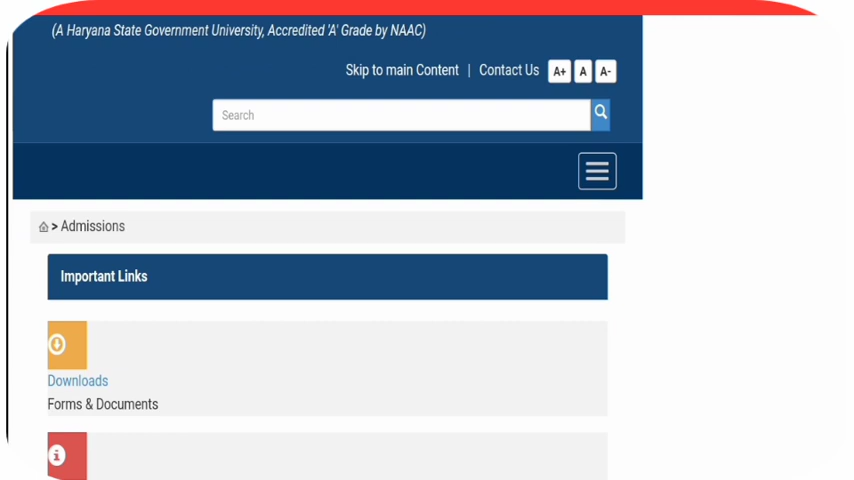 (A Haryana State Government University, Accredited 'A' Grade by NAAC)
Skip to main Content | Contact Us A+ A A-
Search
> Admissions
Important Links
Downloads
Forms & Documents